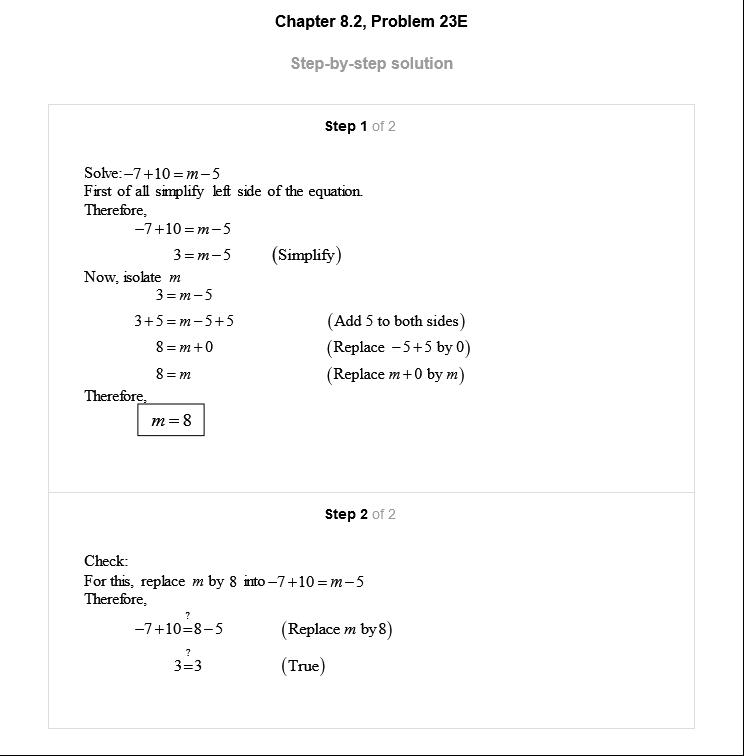 Chapter 8.2, Problem 23E
Step-by-step solution
Step 1 of 2
Solve:−7+10=m−5
First of all simplify left side of the equation.
Therefore,
−7+10=m−5
3=m−5 (Simplify)
Now, isolate m
3=m−5
3+5=m−5+5 (Add 5 to both sides)
8=m+0 (Replace −5+5 by 0)
8=m (Replace m+0 by m)
Therefore,
m=8
Step 2 of 2
Check:
For this, replace m by 8 into −7+10=m−5
Therefore,
?
−7+10=8−5 (Replace m by 8)
?
3=3 (True)